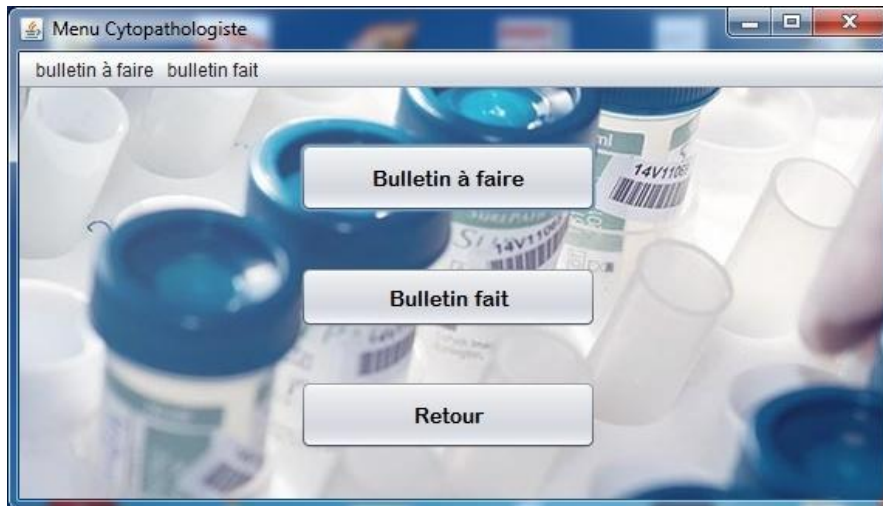 Menu Cytopathologiste
bulletin à faire bulletin fait
Bulletin à faire
Bulletin fait
Retour